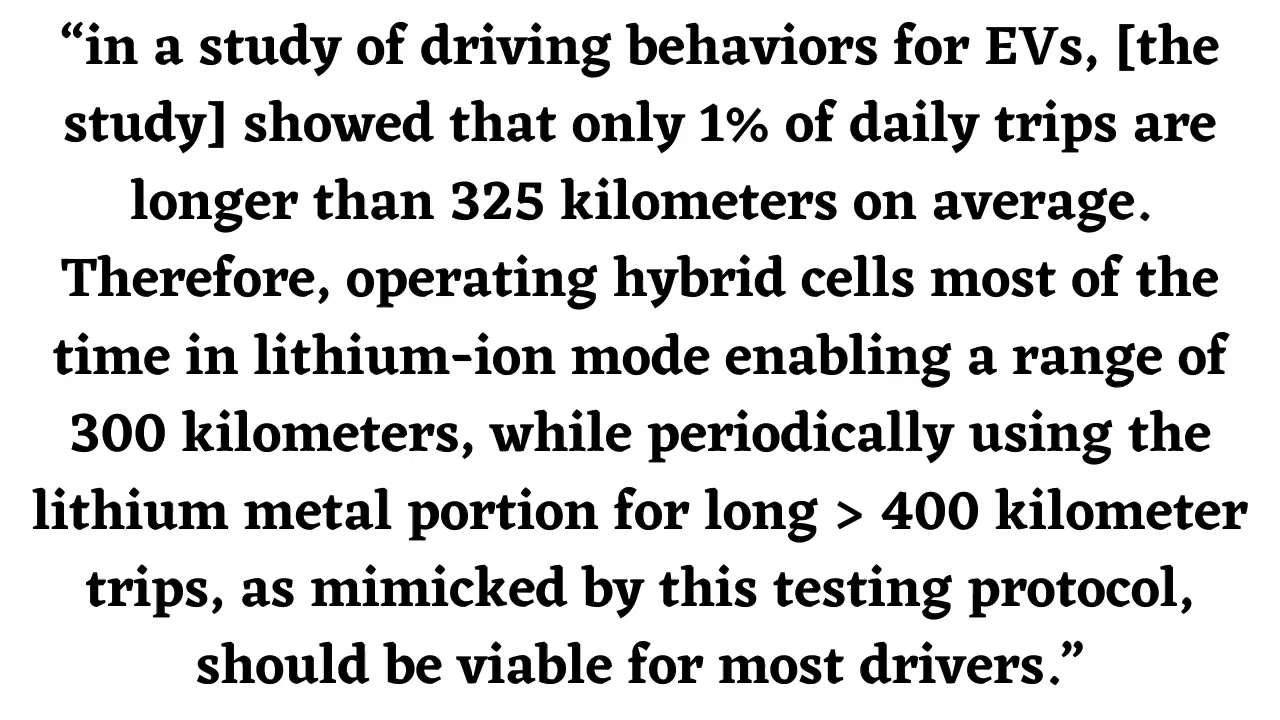 “in a study of driving behaviors for EVs, [the
study] showed that only 1% of daily trips are
longer than 325 kilometers on average.
Therefore, operating hybrid cells most of the
time in lithium-ion mode enabling a range of
300 kilometers, while periodically using the
lithium metal portion for long > 400 kilometer
trips, as mimicked by this testing protocol,
should be viable for most drivers.”